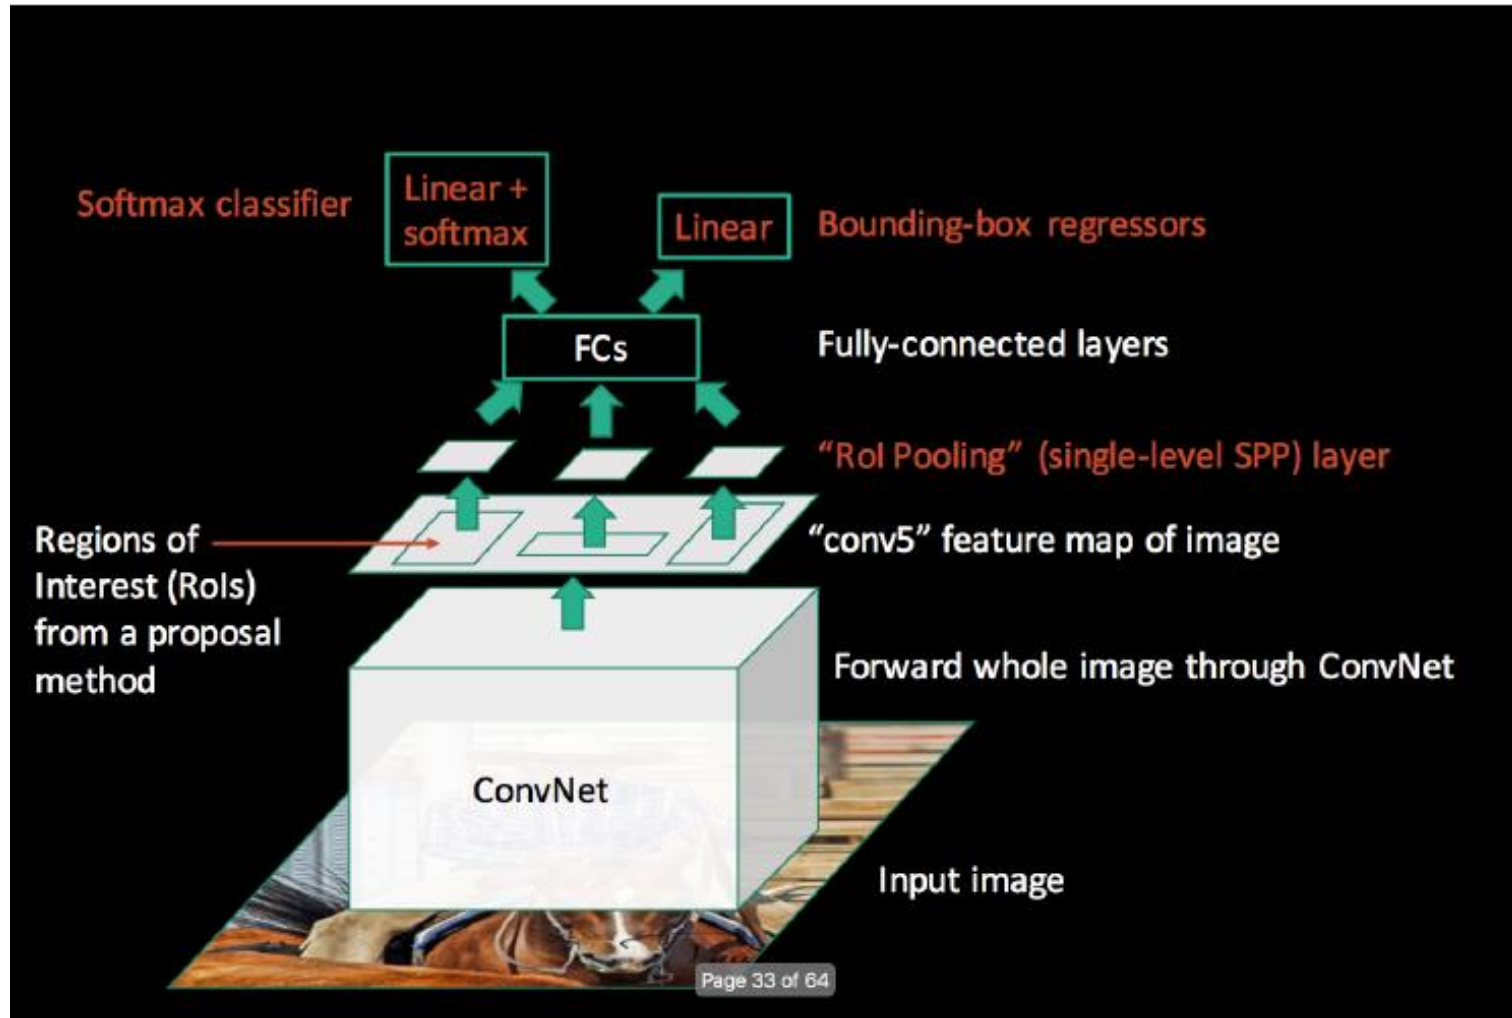 Softmax classifier
Linear +
softmax
Linear
Bounding-box regressors
FCs
Fully-connected layers
“RoI Pooling” (single-level SPP) layer
Regions of
Interest (RoIs)
from a proposal
method
“conv5” feature map of image
Forward whole image through ConvNet
ConvNet
Input image
Page 33 of 64